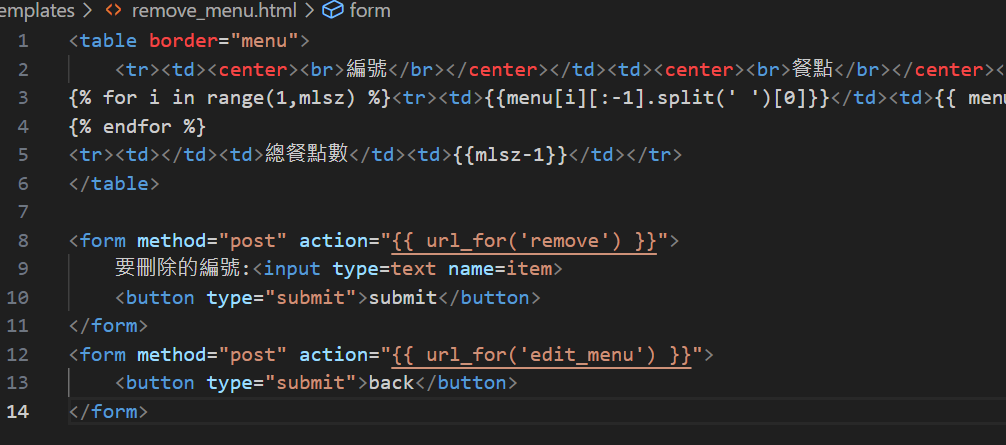 emplates > <> remove_menu.html > form
1 <table border="menu">
2 <tr><td><center><br>編號</br></center></td><td><center><br>餐點</br></center><
3 {% for i in range(1,mlsz) %}<tr><td>{{menu[i][:-1].split(' ')[0]}}</td><td>{{ menu
4 {% endfor %}
5 <tr><td></td><td>總餐點數</td><td>{{mlsz-1}}</td></tr>
6 </table>
7
8 <form method="post" action="{{ url_for('remove') }}">
9 要刪除的編號:<input type=text name=item>
10 <button type="submit">submit</button>
11 </form>
12 <form method="post" action="{{ url_for('edit_menu') }}">
13 <button type="submit">back</button>
14 </form>